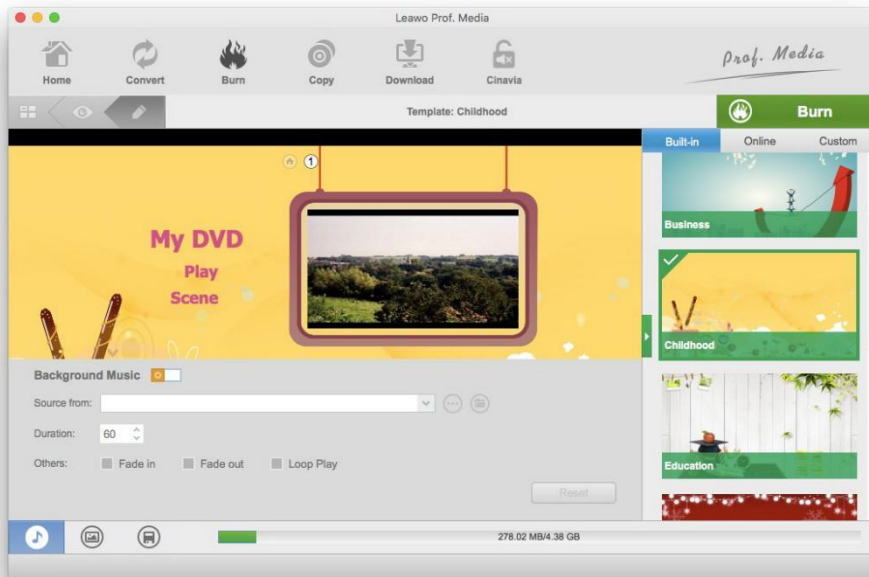 Leawo Prof. Media
Home
Convert
Burn
Copy
Download
Cinavia
Prof. Media
Template: Childhood
Burn
Built-in
Online
Custom
1
My DVD
Play
Scene
Business
Childhood
Education
Background Music
Source from:
Duration:
60
Others:
Fade in
Fade out
Loop Play
Reset
278.02 MB/4.38 GB